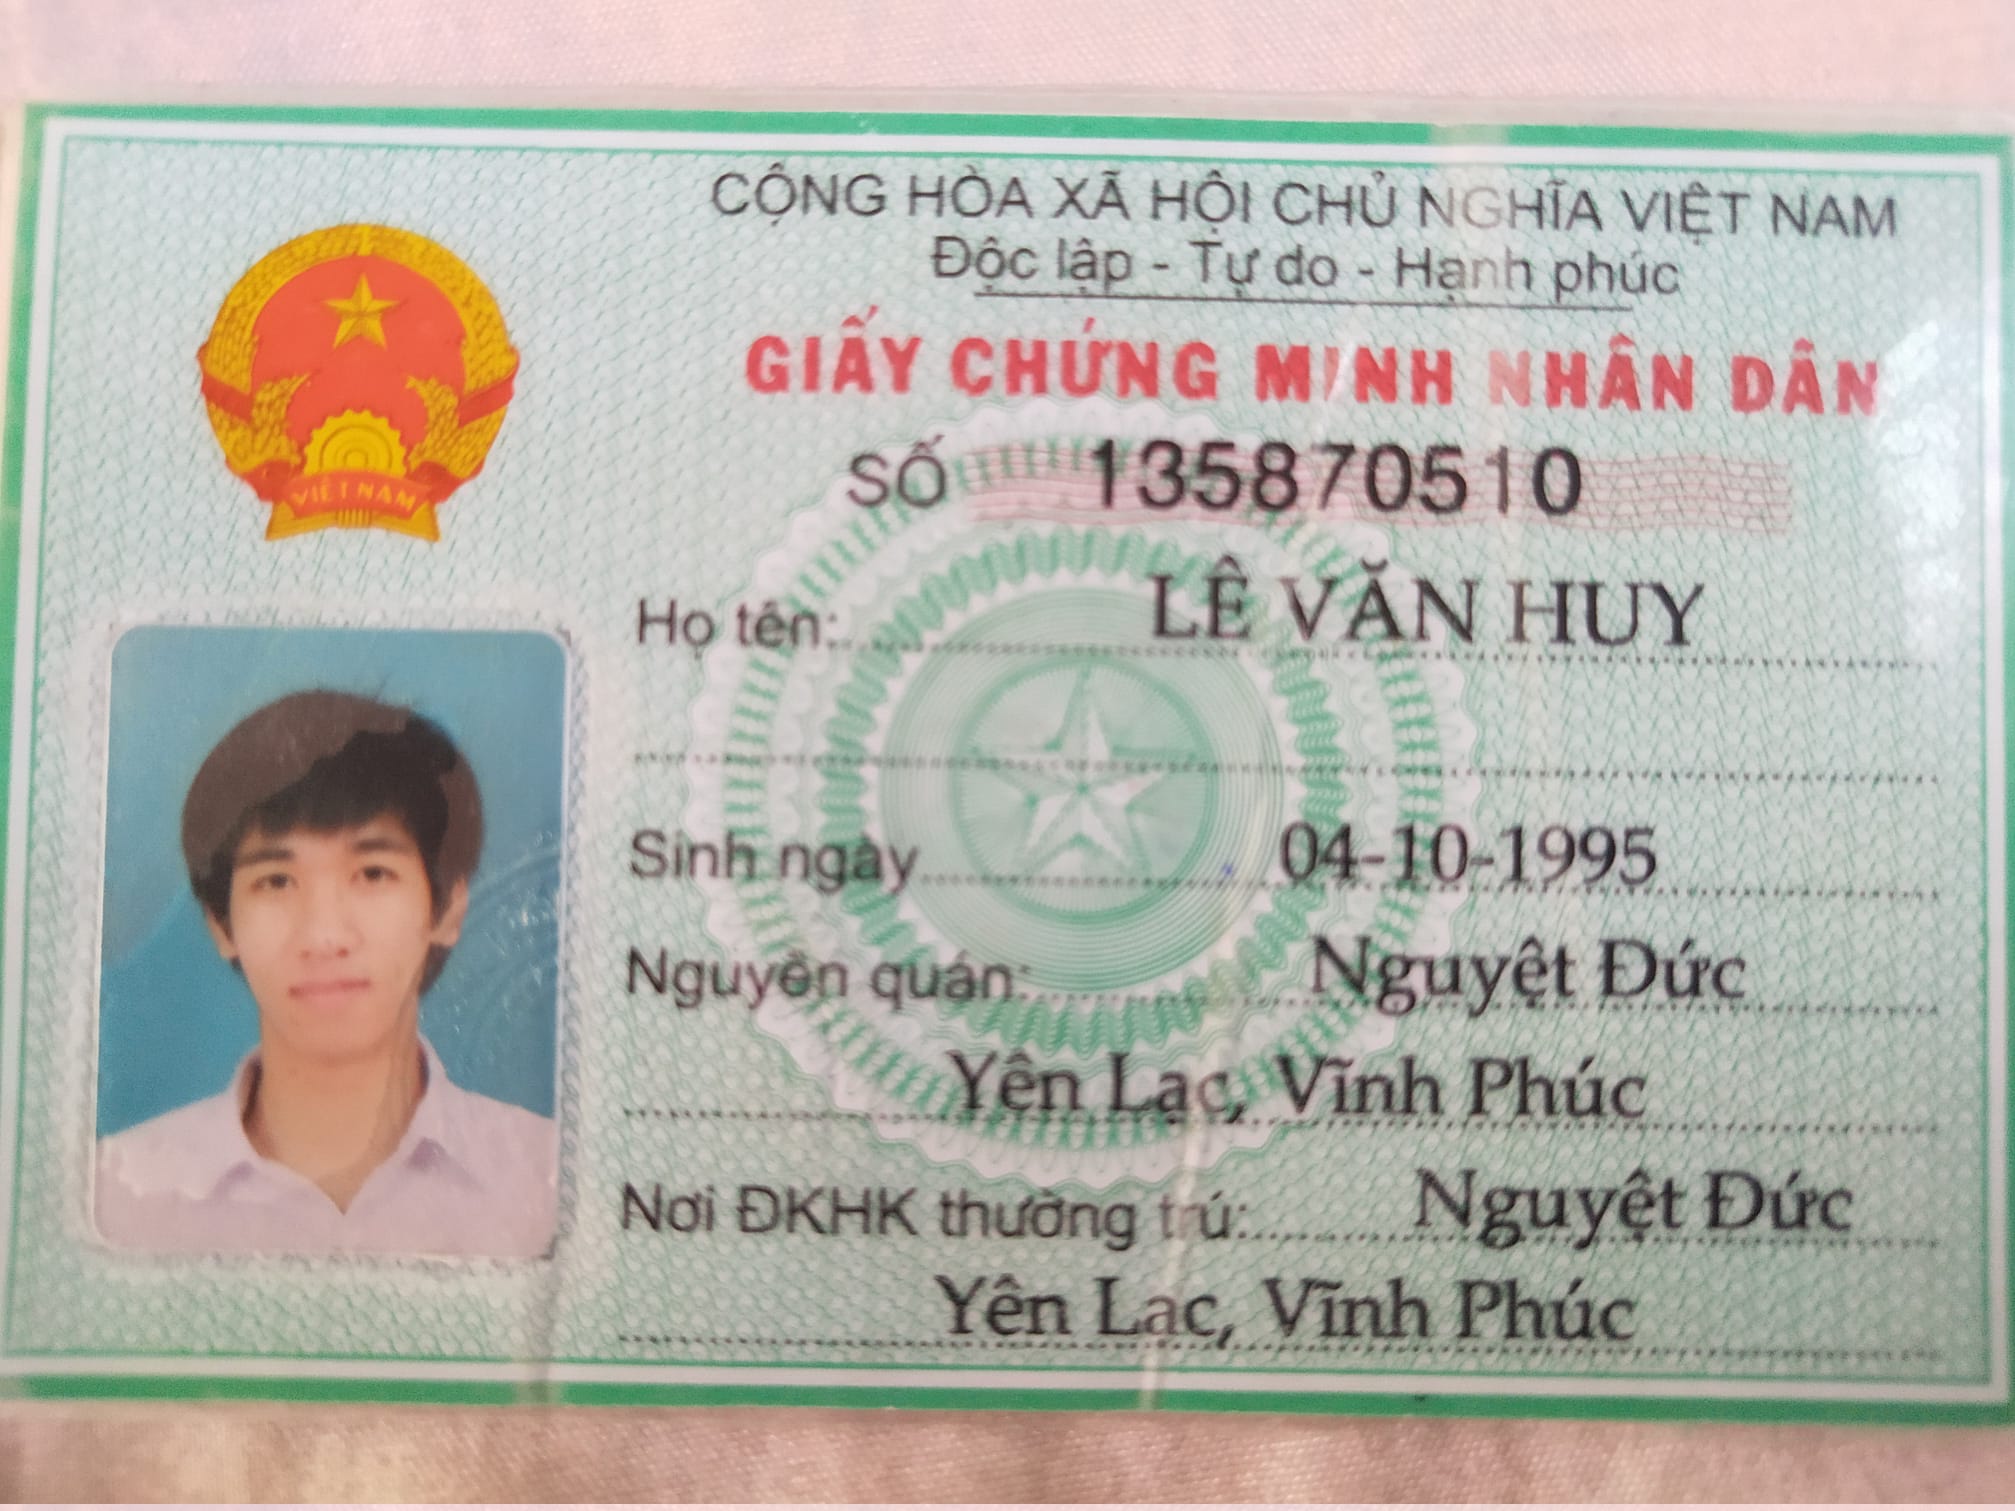 CỘNG HÒA XÃ HỘI CHỦ NGHĨA VIỆT NAM
Độc lập - Tự do - Hạnh phúc
GIẤY CHỨNG MINH NHÂN DÂN
SỐ 135870510
VIỆT NAM
Họ tên: LÊ VĂN HUY
Sinh ngày 04-10-1995
Nguyên quán: Nguyệt Đức
Yên Lạc, Vĩnh Phúc
Nơi ĐKHK thường trú: Nguyệt Đức
Yên Lạc, Vĩnh Phúc